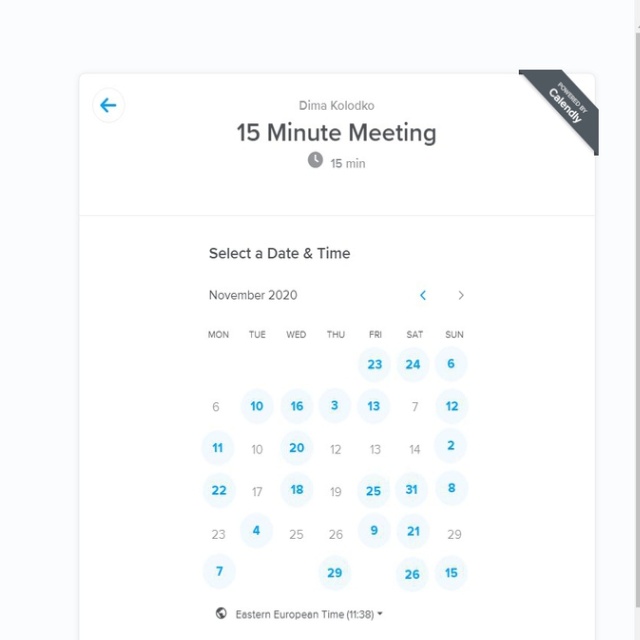 POWERED BY
Calendly
Dima Kolodko
15 Minute Meeting
15 min
Select a Date & Time
November 2020
MON TUE WED THU FRI SAT SUN
23 24 6
6 10 16 3 13 7 12
11 10 20 12 13 14 2
22 17 18 19 25 31 8
23 4 25 26 9 21 29
7 29 26 15
Eastern European Time (11:38)